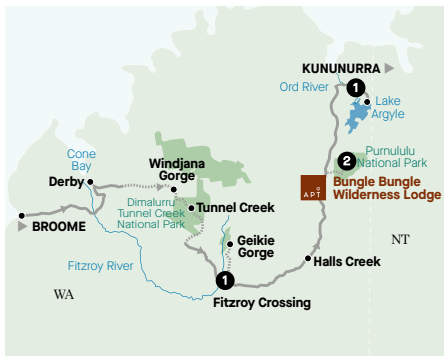 KUNUNURRA
Ord River
1
Lake
Argyle
Cone
Bay
Windjana
Gorge
2
Purnululu
National Park
Derby
APT
Bungle Bungle
Wilderness Lodge
Dimalurru
Tunnel Creek
National Park
Tunnel Creek
BROOME
Geikie
Gorge
NT
Fitzroy River
Halls Creek
1
WA
Fitzroy Crossing